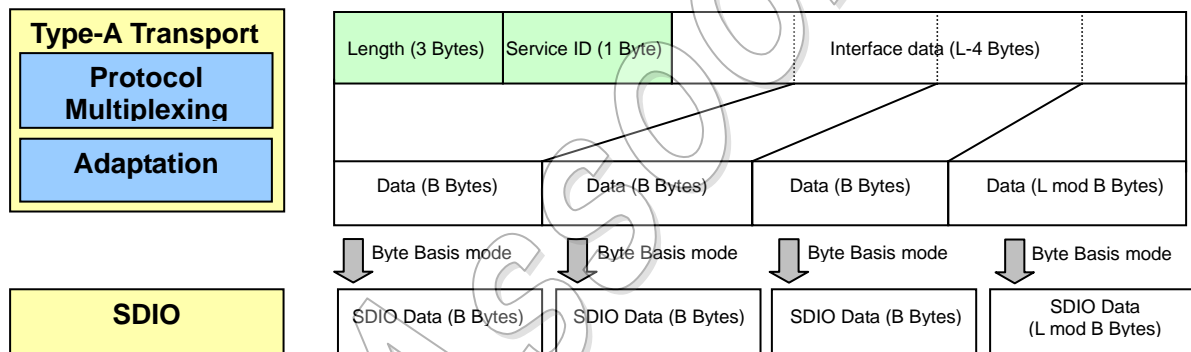 Type-A Transport
Protocol
Multiplexing
Adaptation
SDIO
Length (3 Bytes)
Service ID (1 Byte)
Interface data (L-4 Bytes)
Data (B Bytes)
Data (B Bytes)
Data (B Bytes)
Data (L mod B Bytes)
Byte Basis mode
Byte Basis mode
Byte Basis mode
Byte Basis mode
SDIO Data (B Bytes)
SDIO Data (B Bytes)
SDIO Data (B Bytes)
SDIO Data
(L mod B Bytes)